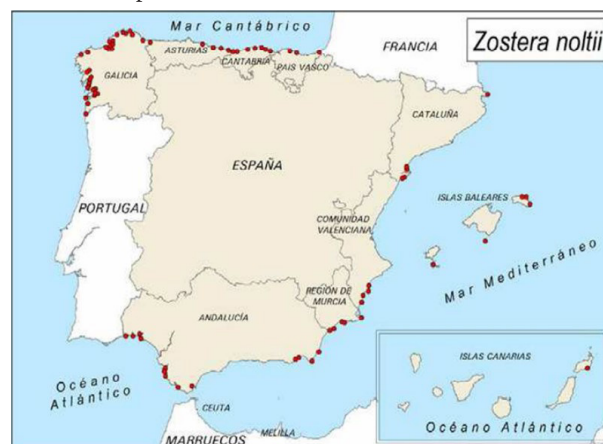 Mar Cantábrico
Zostera noltii
FRANCIA
ASTURIAS
CANTABRIA
PAIS VASCO
GALICIA
CATALUÑA
ESPAÑA
ISLAS BALEARES
PORTUGAL
COMUNIDAD
VALENCIANA
Mar Mediterráneo
REGIÓN DE
MURCIA
ANDALUCÍA
ISLAS CANARIAS
Océano
Atlántico
CEUTA
Océano Atlántico
MELILLA
MARRUECOS